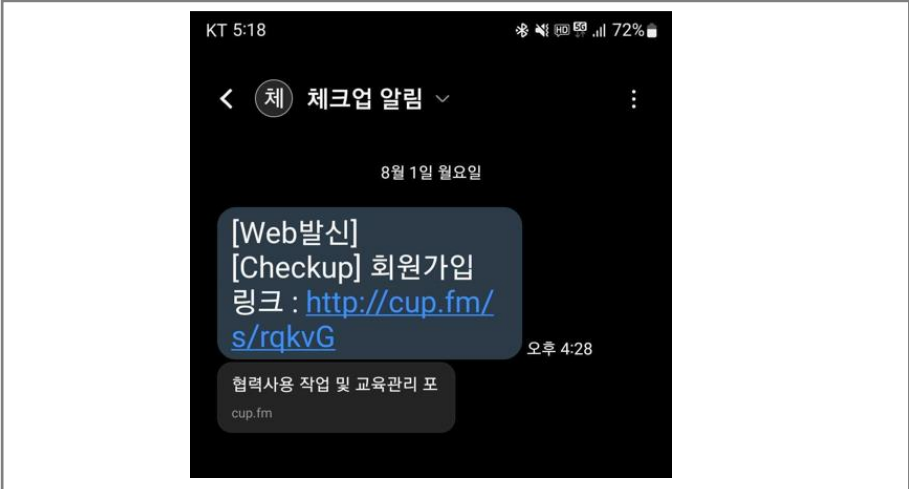 KT 5:18 HD 5G 72%
체 체크업 알림
8월 1일 월요일
[Web발신]
[Checkup] 회원가입
링크 : http://cup.fm/
s/rqkvG
오후 4:28
협력사용 작업 및 교육관리 포
cup.fm